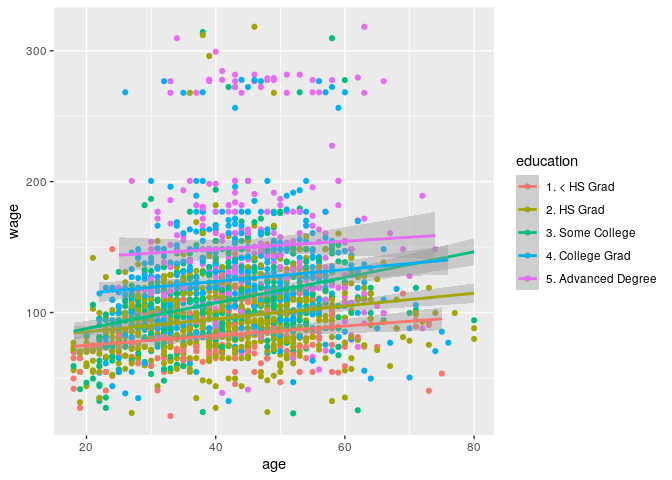 300
200
100
wage
20 40 60 80
age
education
1. < HS Grad
2. HS Grad
3. Some College
4. College Grad
5. Advanced Degree